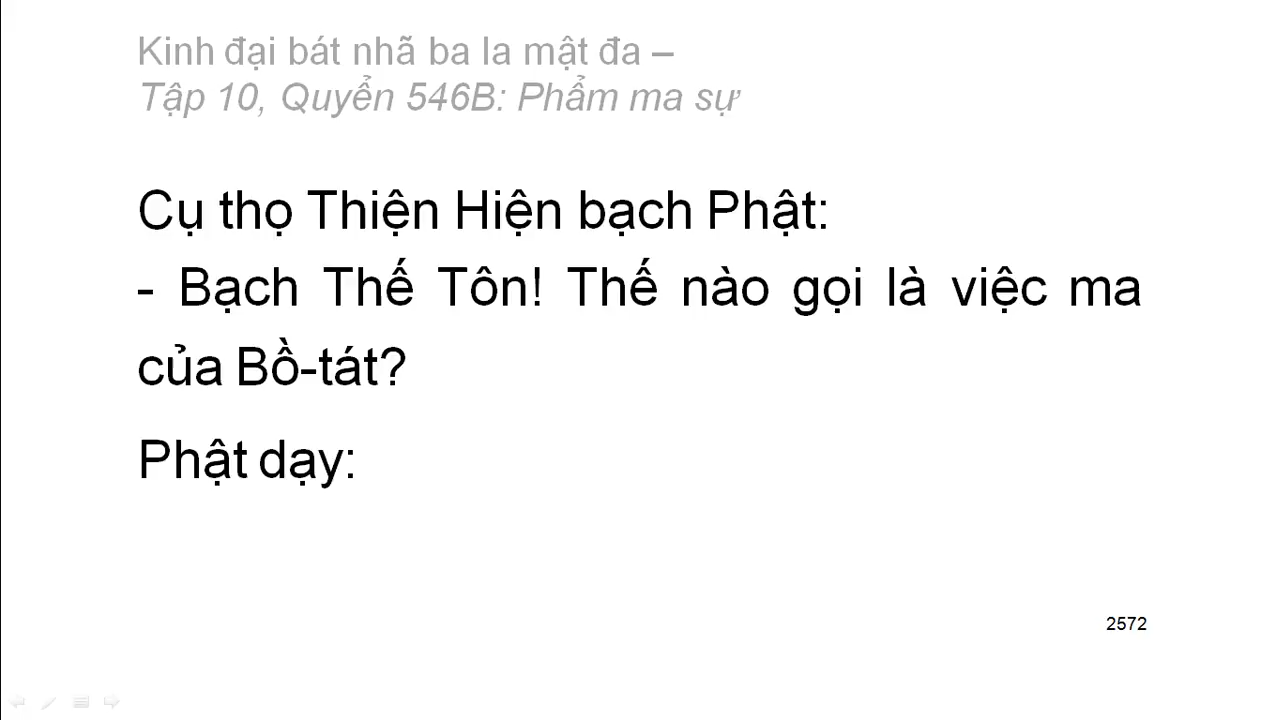 Kinh đại bát nhã ba la mật đa –
Tập 10, Quyển 546B: Phẩm ma sự
Cụ thọ Thiện Hiện bạch Phật:
- Bạch Thế Tôn! Thế nào gọi là việc ma
của Bồ-tát?
Phật dạy:
2572